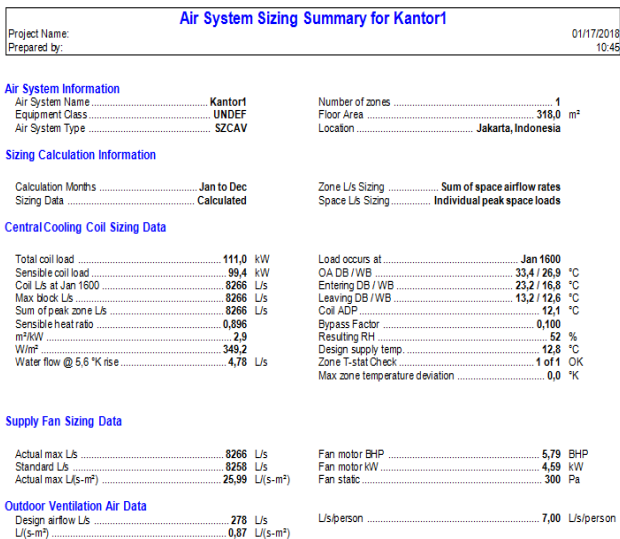 Air System Sizing Summary for Kantor1
Project Name: 01/17/2018
Prepared by: 10:45
Air System Information
Air System Name Kantor1 Number of zones 1
Equipment Class UNDEF Floor Area 318,0 m²
Air System Type SZCAV Location Jakarta, Indonesia
Sizing Calculation Information
Calculation Months Jan to Dec Zone L/s Sizing Sum of space airflow rates
Sizing Data Calculated Space L/s Sizing Individual peak space loads
Central Cooling Coil Sizing Data
Total coil load 111,0 kW Load occurs at Jan 1600
Sensible coil load 99,4 kW OA DB / WB 33,4 / 26,9 °C
Coil L/s at Jan 1600 8266 L/s Entering DB / WB 23,2 / 16,8 °C
Max block L/s 8266 L/s Leaving DB / WB 13,2 / 12,6 °C
Sum of peak zone L/s 8266 L/s Coil ADP 12,1 °C
Sensible heat ratio 0,896 Bypass Factor 0,100
m²/kW 2,9 Resulting RH 52 %
W/m² 349,2 Design supply temp. 12,8 °C
Water flow @ 5,6 °K rise 4,78 L/s Zone T-stat Check 1 of 1 OK
Max zone temperature deviation 0,0 °K
Supply Fan Sizing Data
Actual max L/s 8266 L/s Fan motor BHP 5,79 BHP
Standard L/s 8258 L/s Fan motor kW 4,59 kW
Actual max L/(s-m²) 25,99 L/(s-m²) Fan static 300 Pa
Outdoor Ventilation Air Data
Design airflow L/s 278 L/s L/s/person 7,00 L/s/person
L/(s-m²) 0,87 L/(s-m²)